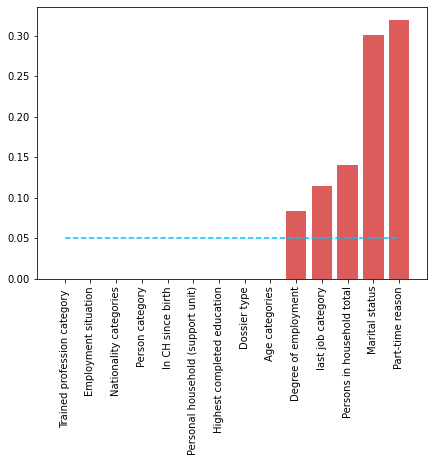 0.30
0.25
0.20
0.15
0.10
0.05
0.00
Trained profession category
Employment situation
Nationality categories
Person category
In CH since birth
Personal household (support unit)
Highest completed education
Dossier type
Age categories
Degree of employment
last job category
Persons in household total
Marital status
Part-time reason